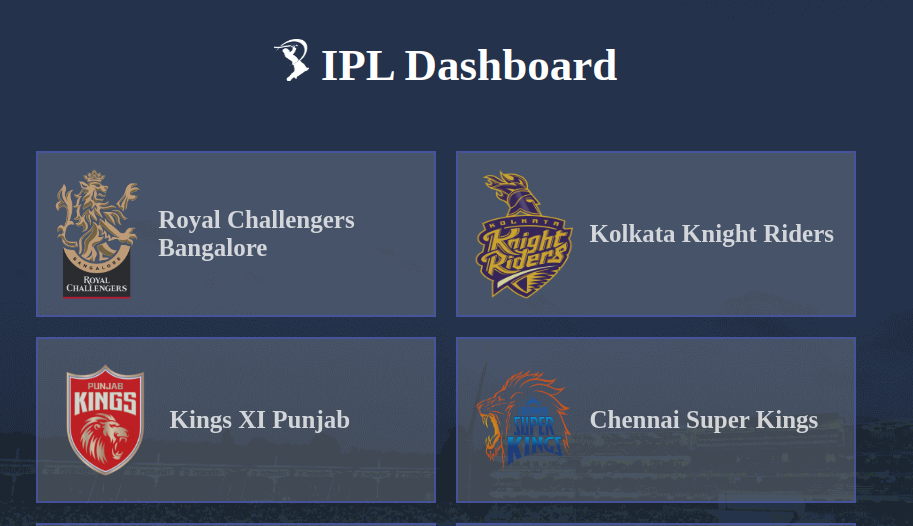 IPL Dashboard
BANGALORE
ROYAL
CHALLENGERS
Royal Challengers
Bangalore
KOLKATA
Knight
Riders
Kolkata Knight Riders
PUNJAB
KINGS
Kings XI Punjab
SUPER
KINGS
Chennai Super Kings